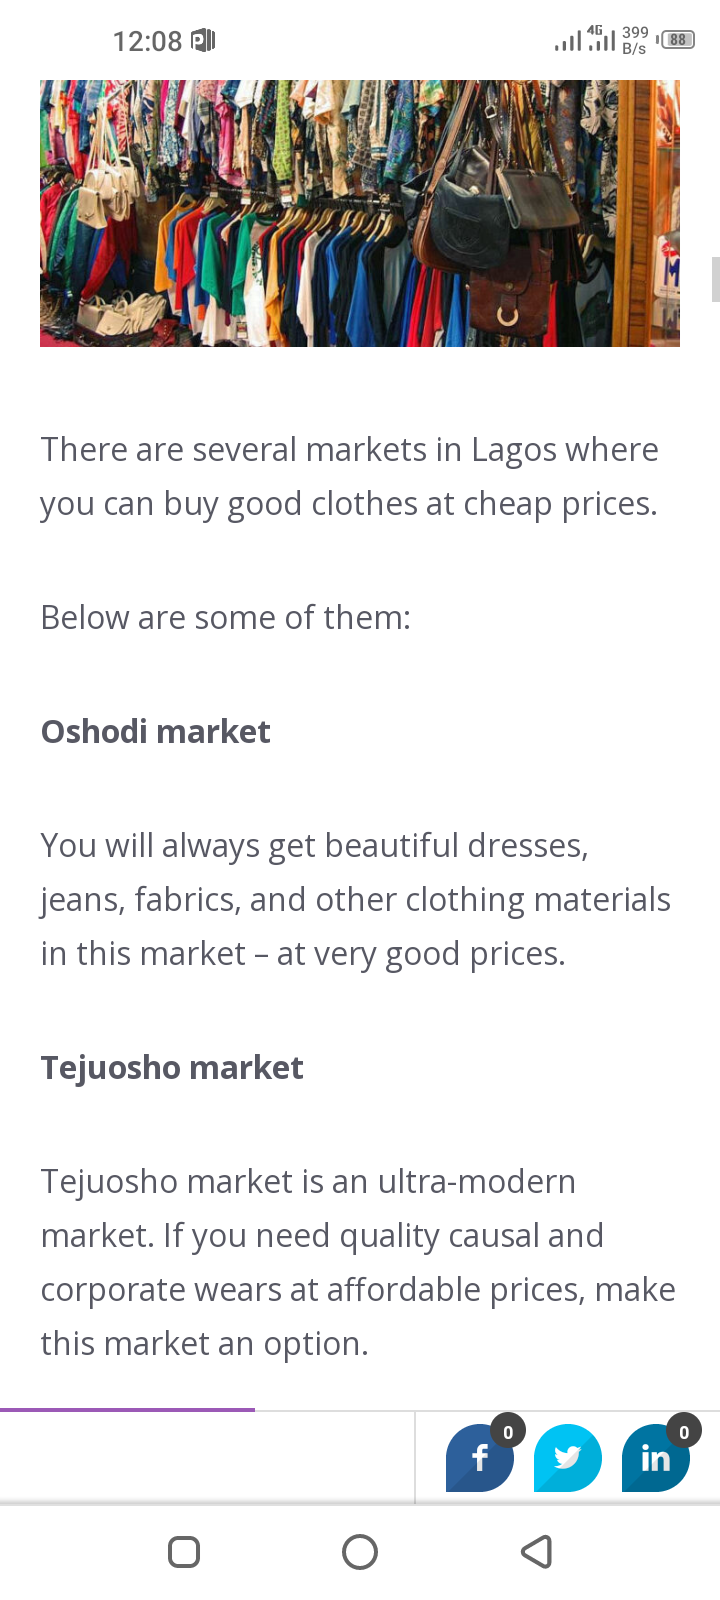 12:08
4G
399
B/s
88
M
There are several markets in Lagos where
you can buy good clothes at cheap prices.
Below are some of them:
Oshodi market
You will always get beautiful dresses,
jeans, fabrics, and other clothing materials
in this market – at very good prices.
Tejuosho market
Tejuosho market is an ultra-modern
market. If you need quality causal and
corporate wears at affordable prices, make
this market an option.
0
0
f
in